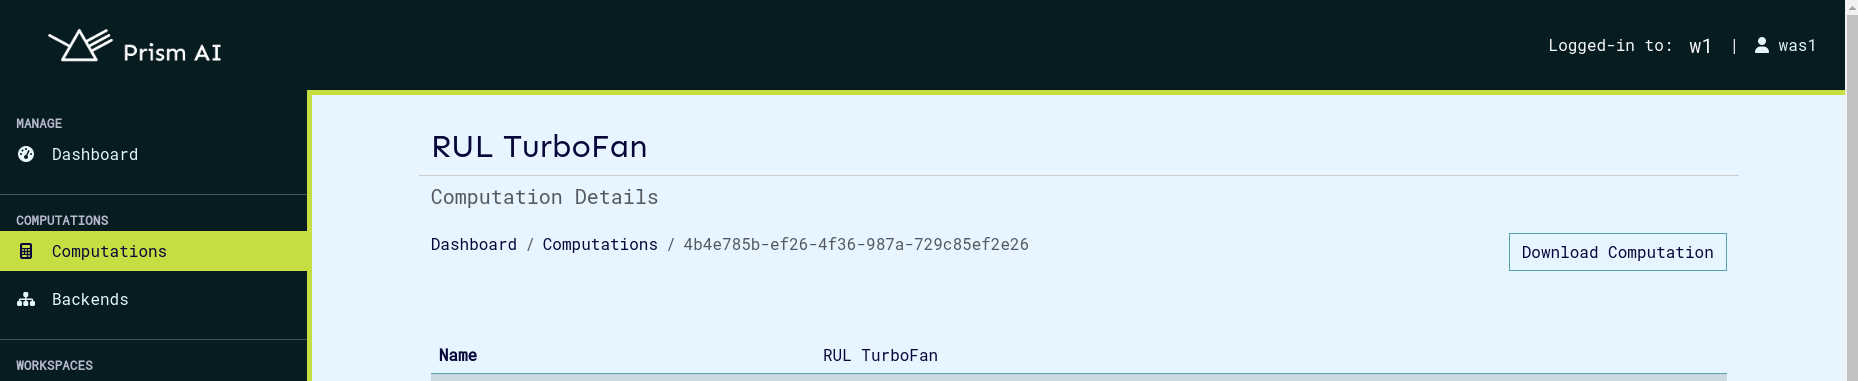 Prism AI
Logged-in to: w1 | was1
MANAGE
Dashboard
COMPUTATIONS
Computations
Backends
WORKSPACES
RUL TurboFan
Computation Details
Dashboard / Computations / 4b4e785b-ef26-4f36-987a-729c85ef2e26
Download Computation
Name RUL TurboFan